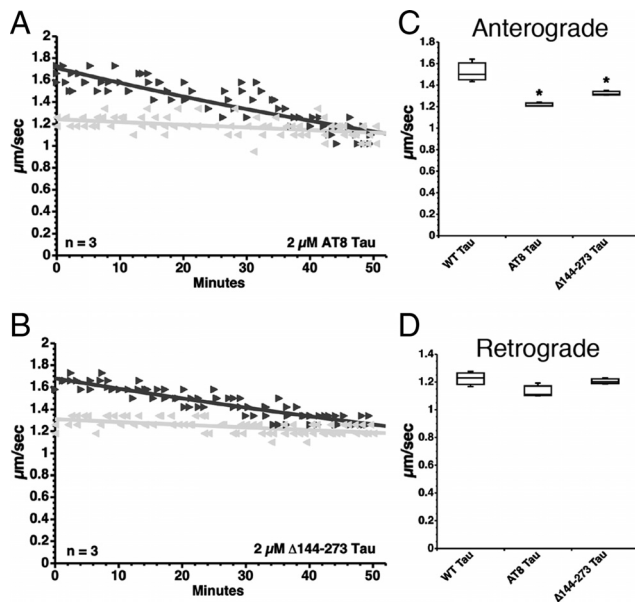 A
2
1.8
1.6
1.4
1.2
1
0.8
0.6
0.4
0.2
0
µm/sec
n = 3
2 µM AT8 Tau
0 10 20 30 40 50
Minutes
B
2
1.8
1.6
1.4
1.2
1
0.8
0.6
0.4
0.2
0
µm/sec
n = 3
2 µM Δ144-273 Tau
0 10 20 30 40 50
Minutes
C
Anterograde
1.8
1.6
1.4
1.2
1
0.8
0.6
0.4
0.2
0
µm/sec
* *
WT Tau
AT8 Tau
Δ144-273 Tau
D
Retrograde
1.4
1.2
1
0.8
0.6
0.4
0.2
0
µm/sec
WT Tau
AT8 Tau
Δ144-273 Tau